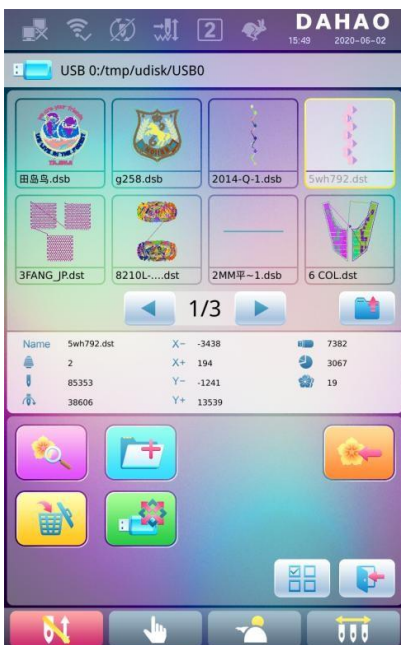 DAHAO
2
15:49 2020-06-02
USB 0:/tmp/udisk/USB0
田岛鸟.dsb g258.dsb 2014-Q-1.dsb 5wh792.dst
3FANG_JP.dst 8210L-....dst 2MM平~1.dsb 6 COL.dst
1/3
Name 5wh792.dst X- -3438 7382
2 X+ 194 3067
85353 Y- -1241 19
38606 Y+ 13539